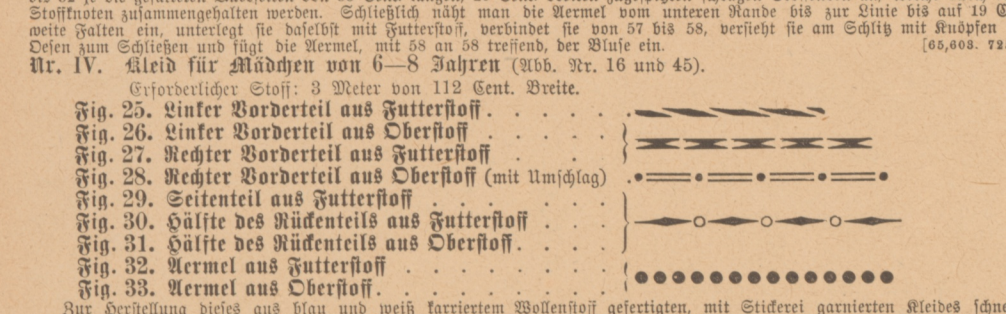 Stoffknoten zusammengehalten werden. Schließlich näht man die Aermel vom unteren Rande bis zur Linie bis auf 19 C
weite Falten ein, unterlegt sie daselbst mit Futterstoff, verbindet sie von 57 bis 58, versieht sie am Schlitz mit Knöpfen
Oesen zum Schließen und fügt die Aermel, mit 58 an 58 treffend, der Bluse ein. [65,603. 72
Nr. IV. Kleid für Mädchen von 6—8 Jahren (Abb. Nr. 16 und 45).
Erforderlicher Stoff: 3 Meter von 112 Cent. Breite.
Fig. 25. Linker Vorderteil aus Futterstoff . . . . . .
Fig. 26. Linker Vorderteil aus Oberstoff . . . .
Fig. 27. Rechter Vorderteil aus Futterstoff . . .
Fig. 28. Rechter Vorderteil aus Oberstoff (mit Umschlag) .
Fig. 29. Seitenteil aus Futterstoff . . . . . .
Fig. 30. Hälfte des Rückenteils aus Futterstoff . . .
Fig. 31. Hälfte des Rückenteils aus Oberstoff . . . .
Fig. 32. Aermel aus Futterstoff . . . . . . .
Fig. 33. Aermel aus Oberstoff . . . . . . . .
Zur Herstellung dieses aus blau und weiß karriertem Wollenstoff gefertigten, mit Stickerei garnierten Kleides schne